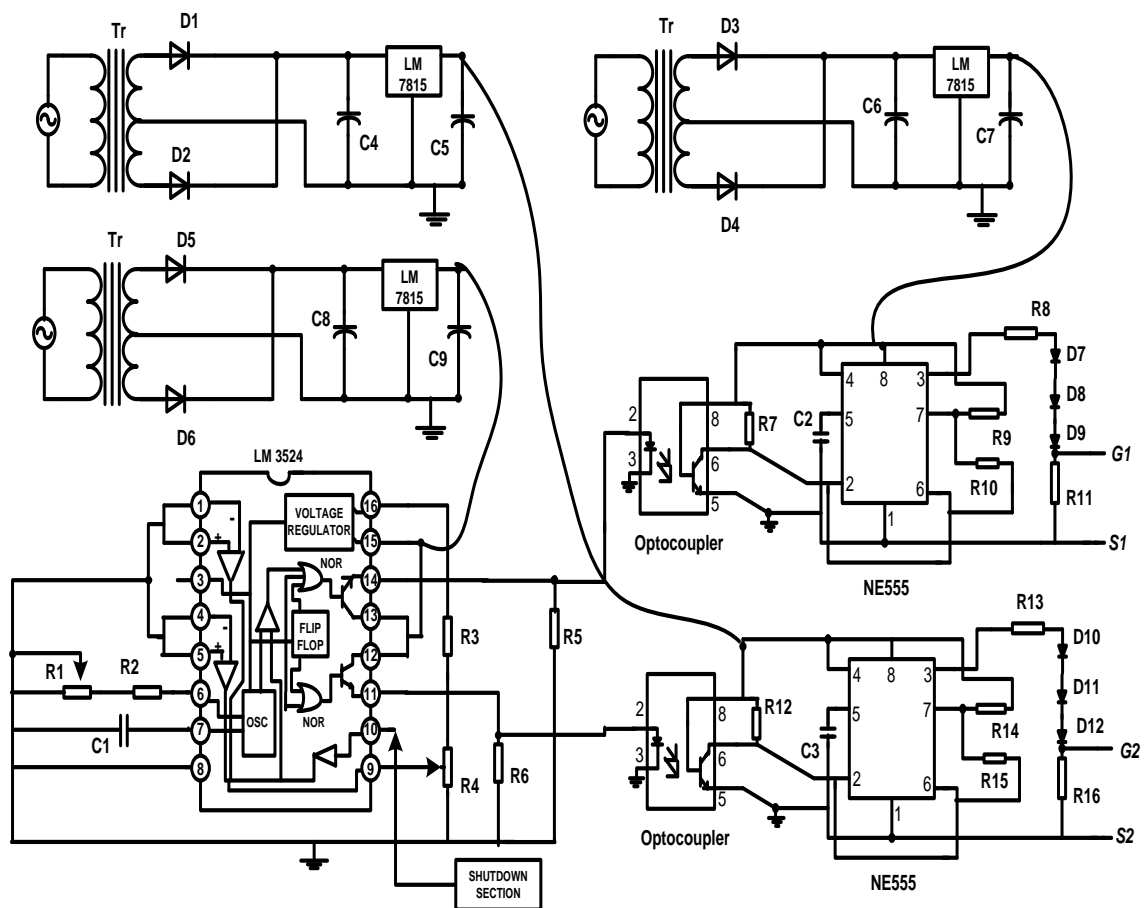 Tr
D1
LM
7815
C4
C5
D2
Tr
D3
LM
7815
C6
C7
D4
Tr
D5
LM
7815
C8
C9
D6
LM 3524
1
2
3
4
5
6
7
8
16
15
14
13
12
11
10
9
-
+
-
+
VOLTAGE
REGULATOR
NOR
FLIP
FLOP
NOR
OSC
R1
R2
C1
R3
R4
R5
R6
SHUTDOWN
SECTION
2
3
8
6
5
Optocoupler
R7
C2
4
8
3
5
7
2
6
1
NE555
R8
D7
D8
D9
R9
R10
R11
G1
S1
2
3
8
6
5
Optocoupler
R12
C3
4
8
3
5
7
2
6
1
NE555
R13
D10
D11
D12
R14
R15
R16
G2
S2